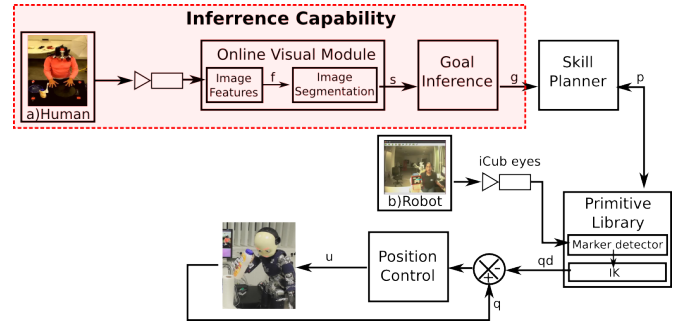 Inferrence Capability
a)Human
Online Visual Module
Image
Features
f
Image
Segmentation
s
Goal
Inference
g
Skill
Planner
p
iCub eyes
b)Robot
Primitive
Library
Marker detector
IK
qd
-
+
q
Position
Control
u